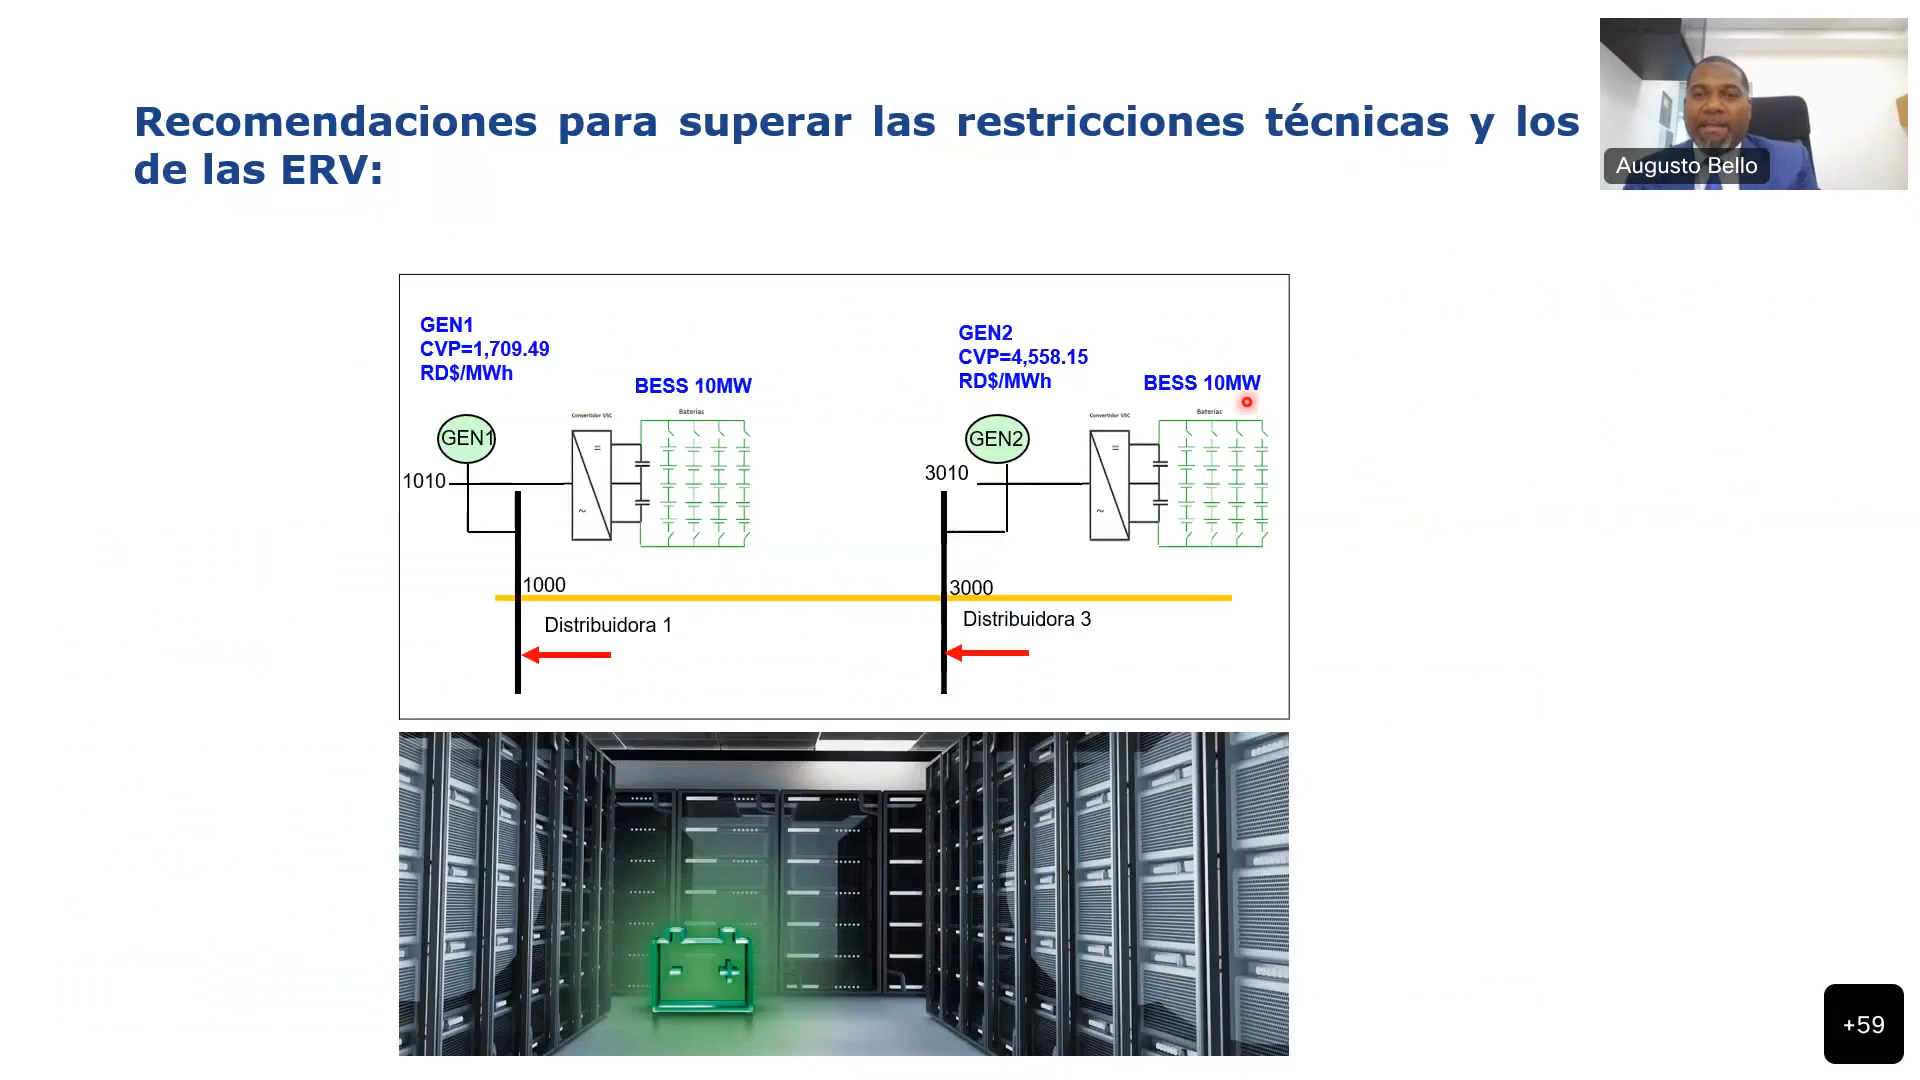 Recomendaciones para superar las restricciones técnicas y los
de las ERV:
Augusto Bello
GEN1
CVP=1,709.49
RD$/MWh
BESS 10MW
GEN2
CVP=4,558.15
RD$/MWh
BESS 10MW
Convertidor VSC
Baterías
Convertidor VSC
Baterías
GEN1
GEN2
1010
3010
=
~
=
~
1000
3000
Distribuidora 1
Distribuidora 3
- +
+59